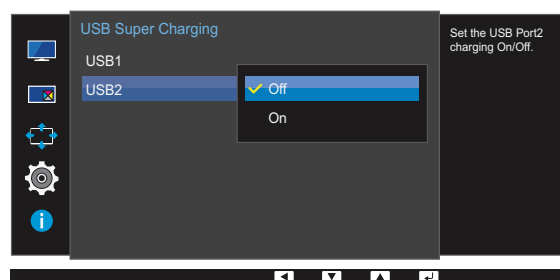 USB Super Charging
USB1
USB2
Off
On
Set the USB Port2
charging On/Off.